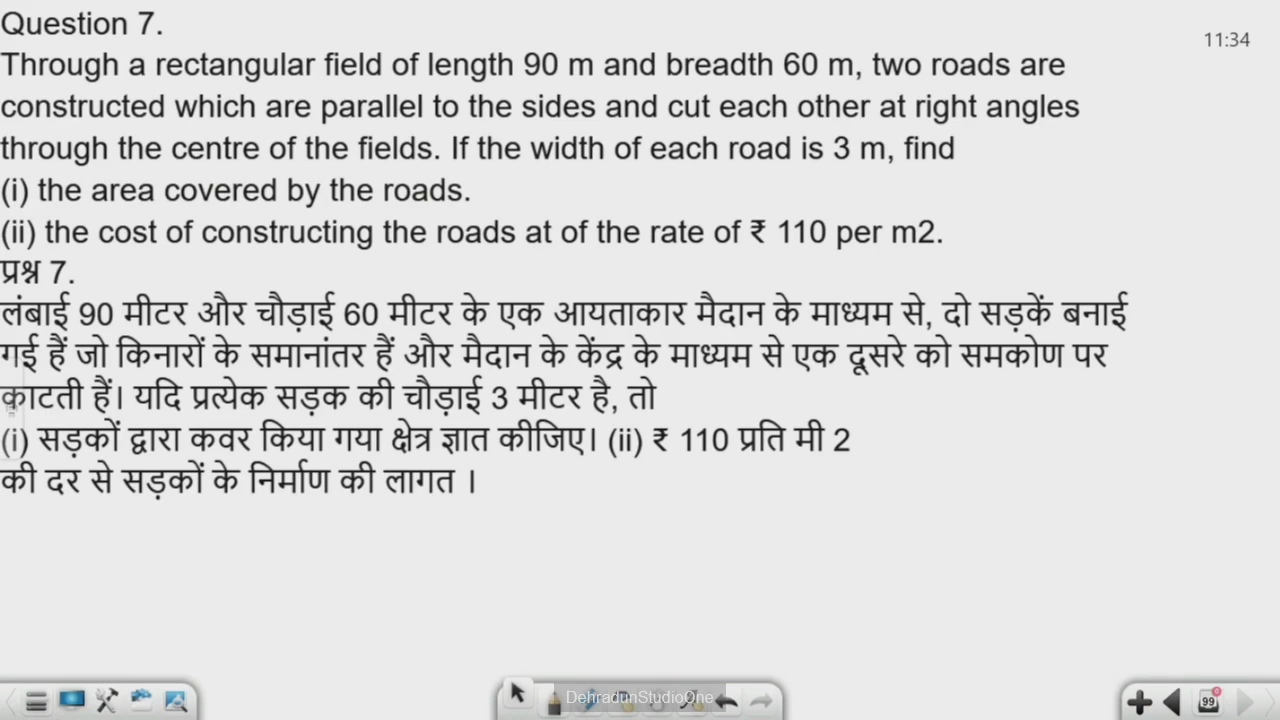 Question 7.
11:34
Through a rectangular field of length 90 m and breadth 60 m, two roads are
constructed which are parallel to the sides and cut each other at right angles
through the centre of the fields. If the width of each road is 3 m, find
(i) the area covered by the roads.
(ii) the cost of constructing the roads at of the rate of ₹ 110 per m2.
प्रश्न 7.
लंबाई 90 मीटर और चौड़ाई 60 मीटर के एक आयताकार मैदान के माध्यम से, दो सड़कें बनाई
गई हैं जो किनारों के समानांतर हैं और मैदान के केंद्र के माध्यम से एक दूसरे को समकोण पर
काटती हैं। यदि प्रत्येक सड़क की चौड़ाई 3 मीटर है, तो
(i) सड़कों द्वारा कवर किया गया क्षेत्र ज्ञात कीजिए। (ii) ₹ 110 प्रति मी 2
की दर से सड़कों के निर्माण की लागत ।
DehradunStudioOne
99